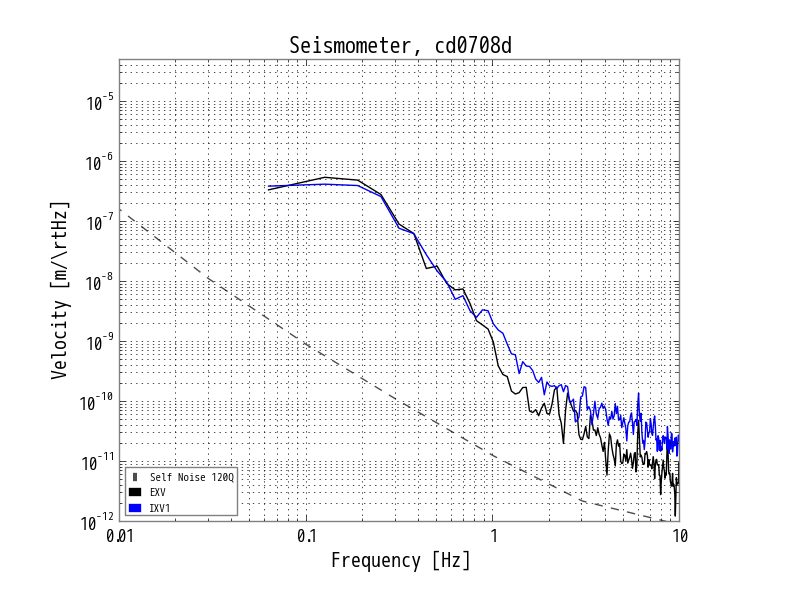 Seismometer, cd0708d
Velocity [m/\rtHz]
10^-5
10^-6
10^-7
10^-8
10^-9
10^-10
10^-11
10^-12
Self Noise 120Q
EXV
IXV1
0.01 0.1 1 10
Frequency [Hz]